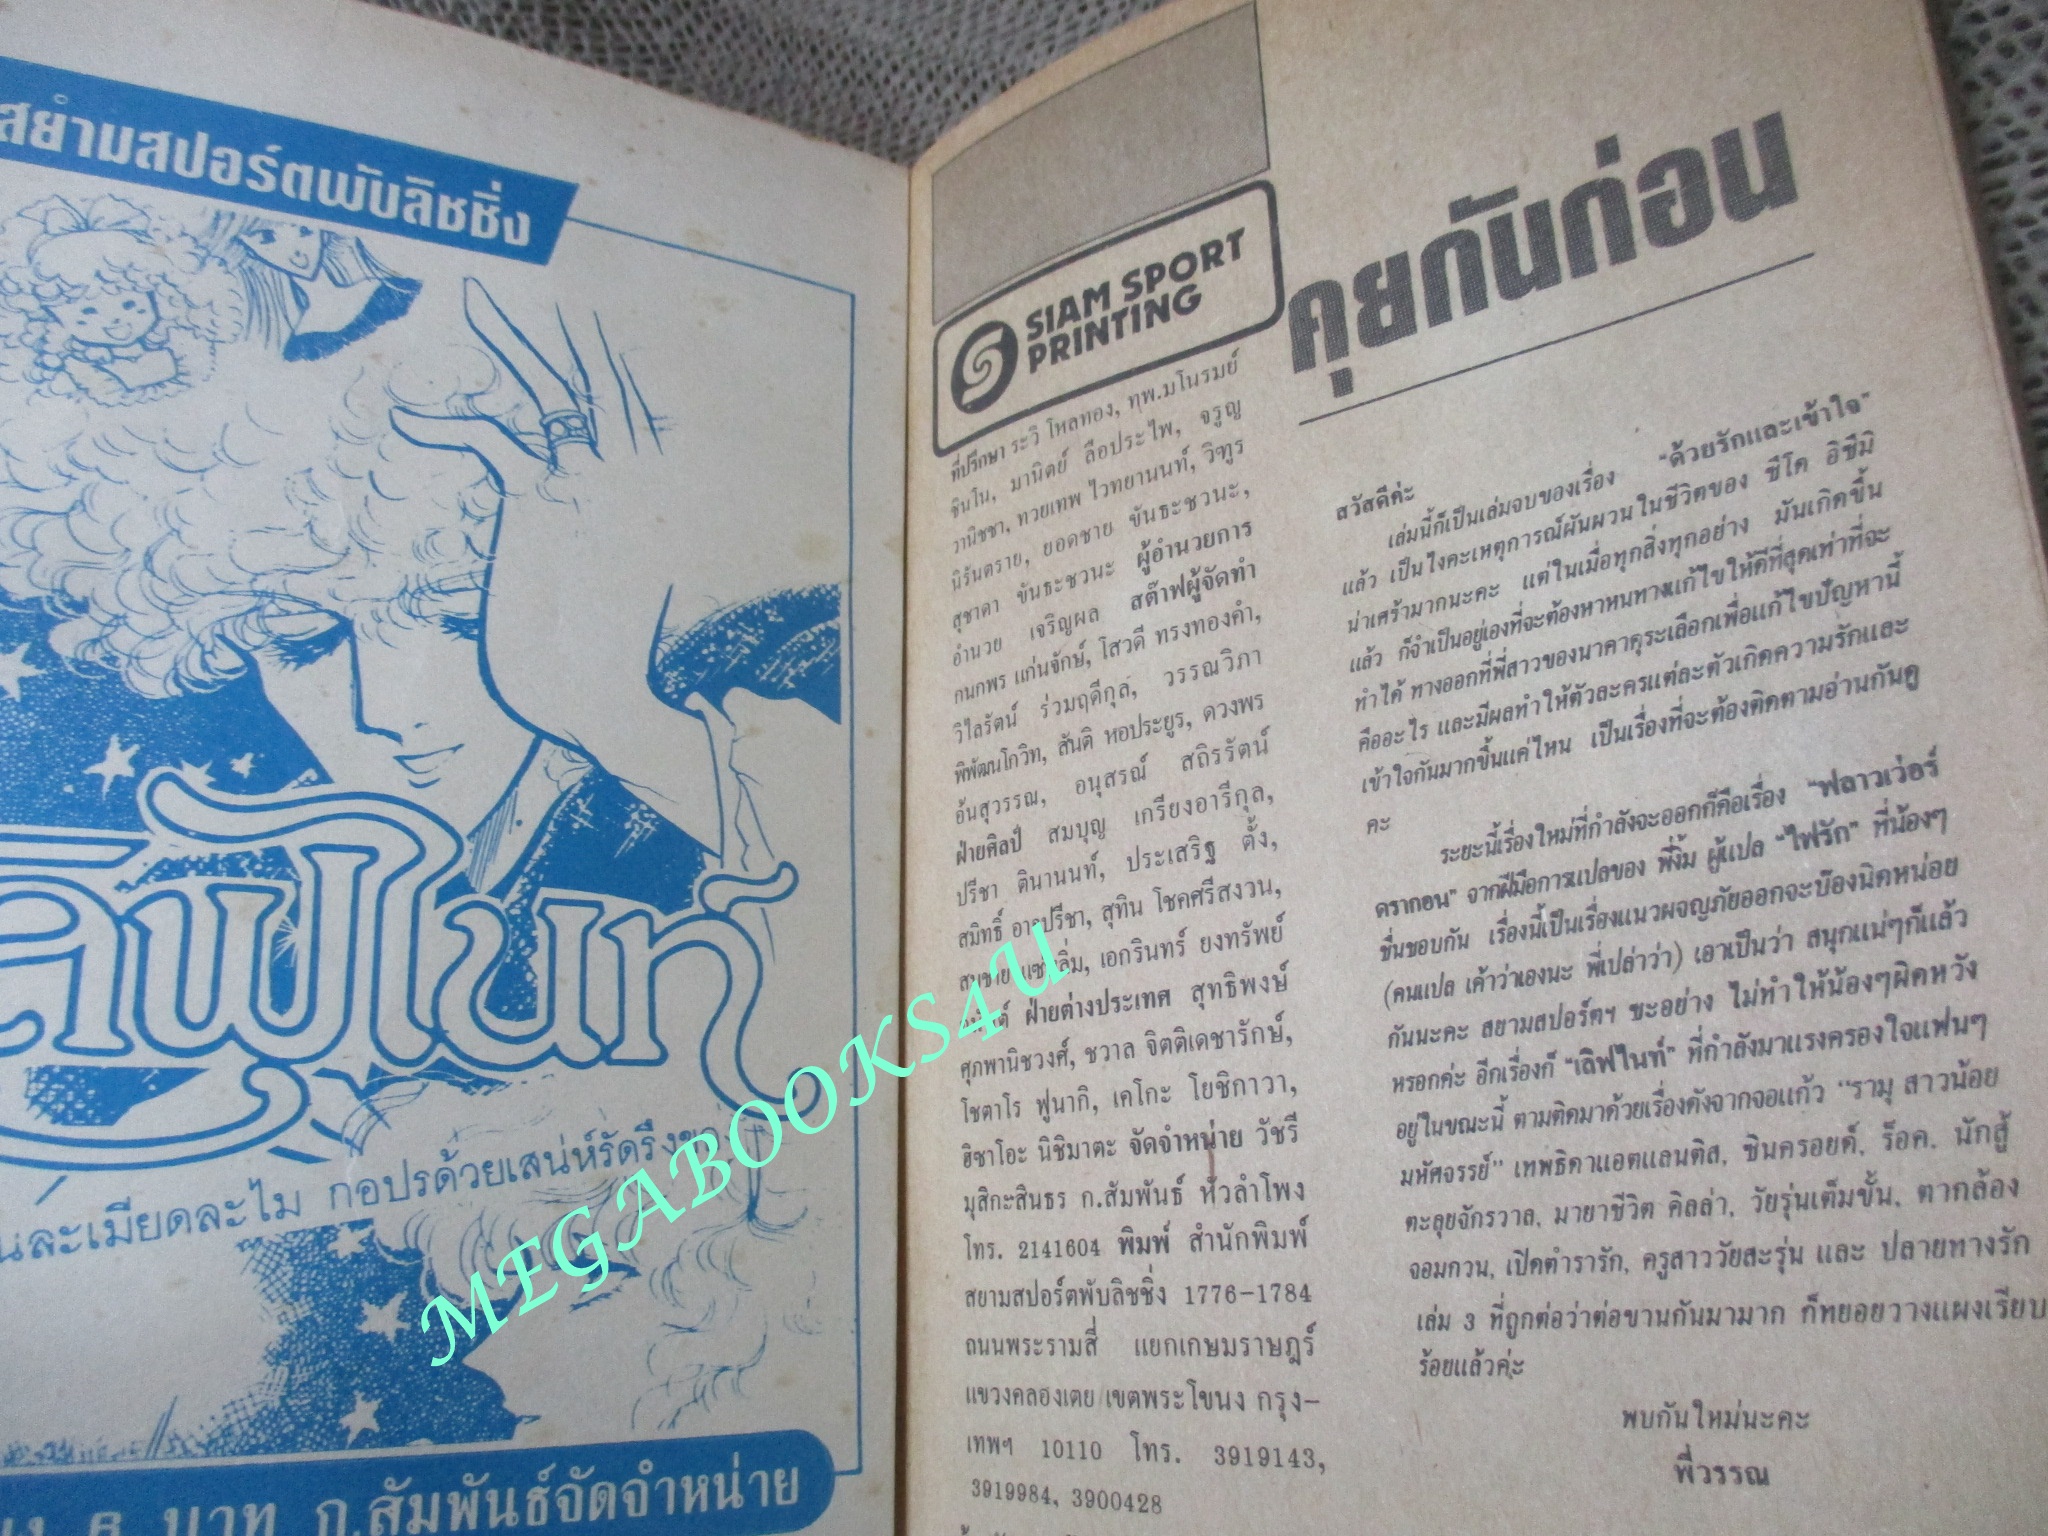 สยามสปอร์ตพับลิชชิ่ง
เลิฟไนท์
ละเมียดละไม กอปรด้วยเสน่ห์รัดรึงของ
๖ บาท ก.สัมพันธ์จัดจำหน่าย
SIAM SPORT
PRINTING
ที่ปรึกษา ระวิ โหลทอง, ทพ.มโนรมย์
ชินโน, มานิตย์ ลือประไพ, จรูญ
วานิชชา, ทวยเทพ ไวทยานนท์, วิฑูร
นิรันตราย, ยอดชาย ขันธะชวนะ,
สุชาดา ขันธะชวนะ ผู้อำนวยการ
อำนวย เจริญผล สต๊าฟผู้จัดทำ
กนกพร แก่นจักษ์, โสวดี ทรงทองคำ,
วิไลรัตน์ ร่วมฤดีกุล, วรรณวิภา
พิพัฒนโกวิท, สันติ หอประยูร, ดวงพร
อ้นสุวรรณ, อนุสรณ์ สถิรรัตน์
ฝ่ายศิลป์ สมบุญ เกรียงอารีกุล,
ปรีชา ตินานนท์, ประเสริฐ ตั้ง,
สมิทธิ์ อารีปรีชา, สุทิน โชคศรีสงวน,
สมชาย แซ่ลิ้ม, เอกรินทร์ ยงทรัพย์
ฝ่ายต่างประเทศ สุทธิพงษ์
ศุภพานิชวงศ์, ชวาล จิตติเดชารักษ์,
โชตาโร ฟูนากิ, เคโกะ โยชิกาวา,
ฮิซาโอะ นิชิมาตะ จัดจำหน่าย วัชรี
มุสิกะสินธร ก.สัมพันธ์ หัวลำโพง
โทร. 2141604 พิมพ์ สำนักพิมพ์
สยามสปอร์ตพับลิชชิ่ง 1776-1784
ถนนพระรามสี่ แยกเกษมราษฎร์
แขวงคลองเตย เขตพระโขนง กรุง-
เทพฯ 10110 โทร. 3919143,
3919984, 3900428
คุยกันก่อน
สวัสดีค่ะ
เล่มนี้ก็เป็นเล่มจบของเรื่อง "ด้วยรักและเข้าใจ"
แล้ว เป็นไงคะเหตุการณ์ผันผวนในชีวิตของ ชีโด อิซึมิ
น่าเศร้ามากนะคะ แต่ในเมื่อทุกสิ่งทุกอย่าง มันเกิดขึ้น
แล้ว ก็จำเป็นอยู่เองที่จะต้องหาหนทางแก้ไขให้ดีที่สุดเท่าที่จะ
ทำได้ ทางออกที่พี่สาวของนาคาคุระเลือกเพื่อแก้ไขปัญหานี้
คืออะไร และมีผลทำให้ตัวละครแต่ละตัวเกิดความรักและ
เข้าใจกันมากขึ้นแค่ไหน เป็นเรื่องที่จะต้องติดตามอ่านกันดู
คะ
ระยะนี้เรื่องใหม่ที่กำลังจะออกก็คือเรื่อง "ฟลาวเว่อร์
ดรากอน" จากฝีมือการแปลของ พี่งิ้ม ผู้แปล "ไฟรัก" ที่น้องๆ
ชื่นชอบกัน เรื่องนี้เป็นเรื่องแนวผจญภัยออกจะบ๊องนิดหน่อย
(คนแปล เค้าว่าเองนะ พี่เปล่าว่า) เอาเป็นว่า สนุกแน่ๆก็แล้ว
กันนะคะ สยามสปอร์ตฯ ซะอย่าง ไม่ทำให้น้องๆผิดหวัง
หรอกค่ะ อีกเรื่องก็ "เลิฟไนท์" ที่กำลังมาแรงครองใจแฟนๆ
อยู่ในขณะนี้ ตามติดมาด้วยเรื่องดังจากจอแก้ว "รามุ สาวน้อย
มหัศจรรย์" เทพธิดาแอตแลนติส, ซินครอยด์, ร็อค, นักสู้
ตะลุยจักรวาล, มายาชีวิต คิลล่า, วัยรุ่นเต็มขั้น, ตากล้อง
จอมกวน, เปิดตำรารัก, ครูสาววัยสะรุ่น และ ปลายทางรัก
เล่ม 3 ที่ถูกต่อว่าต่อขานกันมามาก ก็ทยอยวางแผงเรียบ
ร้อยแล้วค่ะ
พบกันใหม่นะคะ
พี่วรรณ
MEGABOOKS4U